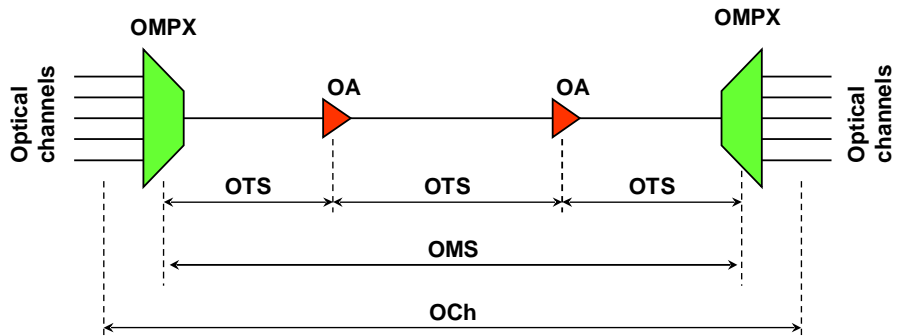 OMPX
OMPX
Optical
channels
OA
OA
Optical
channels
OTS
OTS
OTS
OMS
OCh